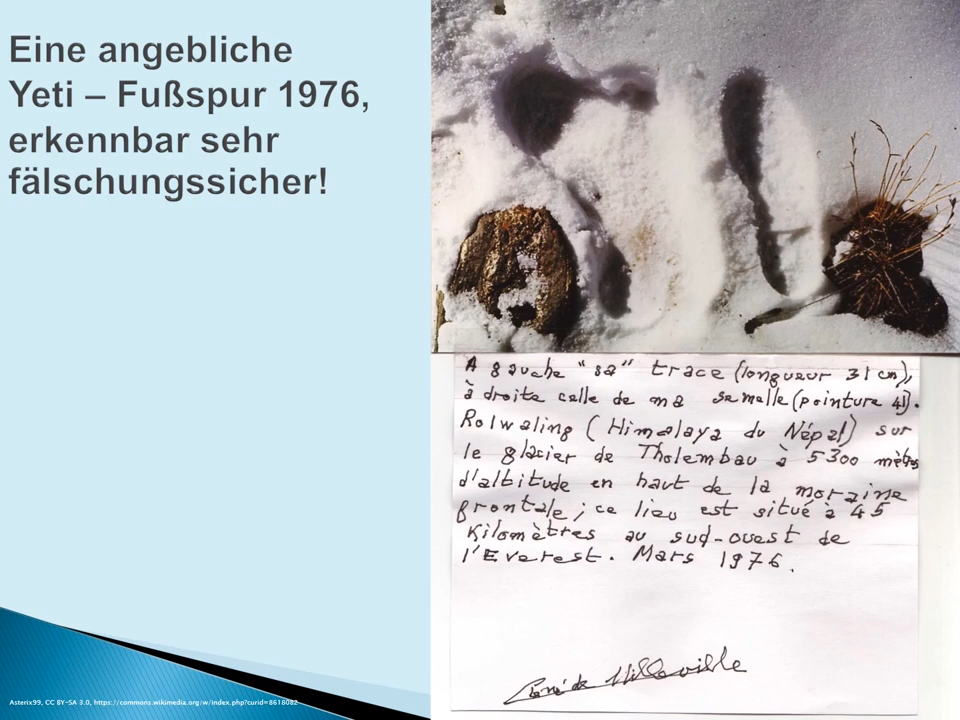 Eine angebliche
Yeti – Fußspur 1976,
erkennbar sehr
fälschungssicher!
A gauche "sa" trace (longueur 31 cm),
à droite celle de ma semelle (pointure 41).
Rolwaling (Himalaya du Népal) sur
le glacier de Tholembau à 5300 mètres
d'altitude en haut de la moraine
frontale ; ce lieu est situé à 45
Kilomètres au sud-ouest de
l'Everest. Mars 1976.
René de Milleville
Asterix99, CC BY-SA 3.0, https://commons.wikimedia.org/w/index.php?curid=8618082